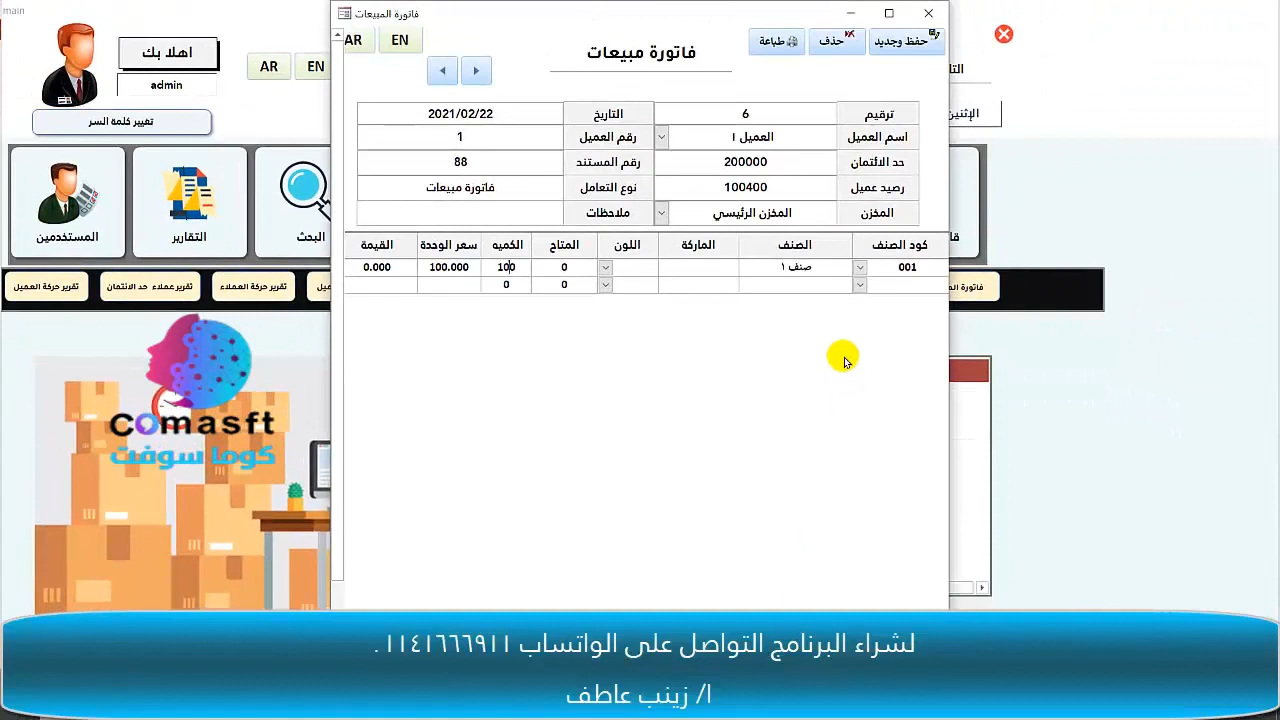 main
فاتورة المبيعات
اهلا بك
admin
AR EN
تغيير كلمة السر
AR EN
حفظ وجديد حذف طباعة
فاتورة مبيعات
الإثنين
ترقيم 6 التاريخ 2021/02/22
اسم العميل العميل ١ رقم العميل 1
حد الائتمان 200000 رقم المستند 88
رصيد عميل 100400 نوع التعامل فاتورة مبيعات
المخزن المخزن الرئيسي ملاحظات
المستخدمين
التقارير
البحث
كود الصنف الصنف الماركة اللون المتاح الكميه سعر الوحدة القيمة
001 صنف ١ 0 100 100.000 0.000
0 0
تقرير حركة العميل
تقرير عملاء حد الائتمان
تقرير حركة العملاء
comasft
كوما سوفت
لشراء البرنامج التواصل على الواتساب ١١٤١٦٦٦٩١١ .
ا/ زينب عاطف